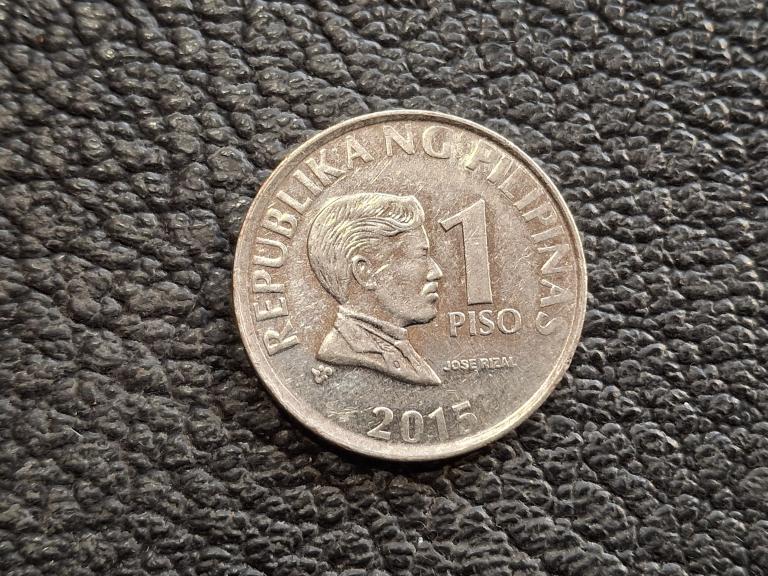 REPUBLIKA NG PILIPINAS
1
PISO
JOSE RIZAL
2015